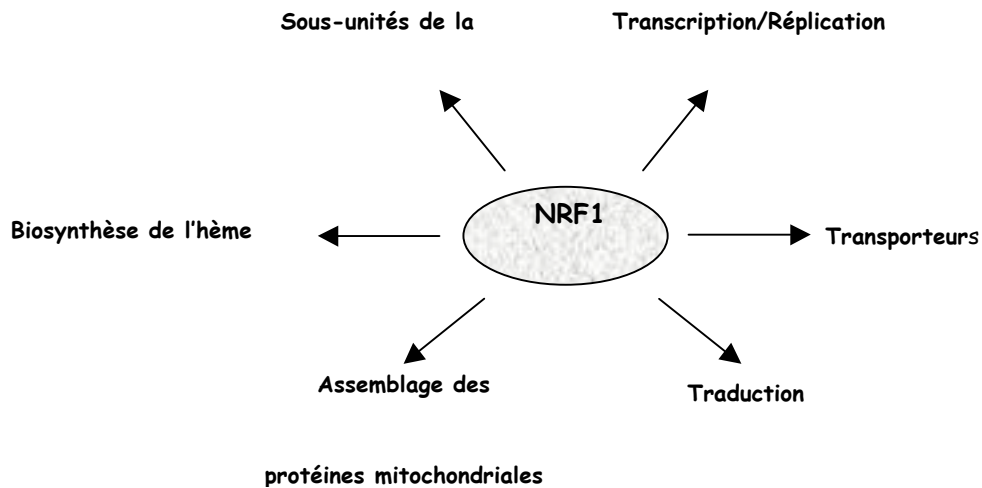 Sous-unités de la
Transcription/Réplication
NRF1
Biosynthèse de l'hème
Transporteurs
Assemblage des
Traduction
protéines mitochondriales